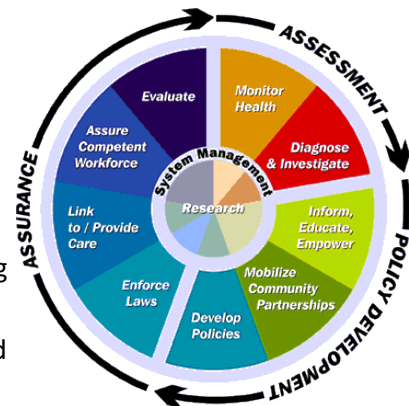 ASSESSMENT
POLICY DEVELOPMENT
ASSURANCE
Monitor
Health
Diagnose
& Investigate
Inform,
Educate,
Empower
Mobilize
Community
Partnerships
Develop
Policies
Enforce
Laws
Link
to / Provide
Care
Assure
Competent
Workforce
Evaluate
System Management
Research
g
d